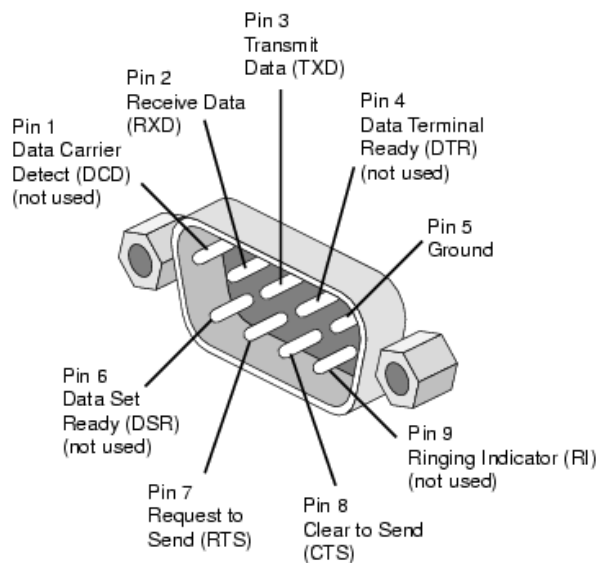 Pin 3
Transmit
Data (TXD)
Pin 2
Receive Data
(RXD)
Pin 4
Data Terminal
Ready (DTR)
(not used)
Pin 1
Data Carrier
Detect (DCD)
(not used)
Pin 5
Ground
Pin 6
Data Set
Ready (DSR)
(not used)
Pin 9
Ringing Indicator (RI)
(not used)
Pin 7
Request to
Send (RTS)
Pin 8
Clear to Send
(CTS)